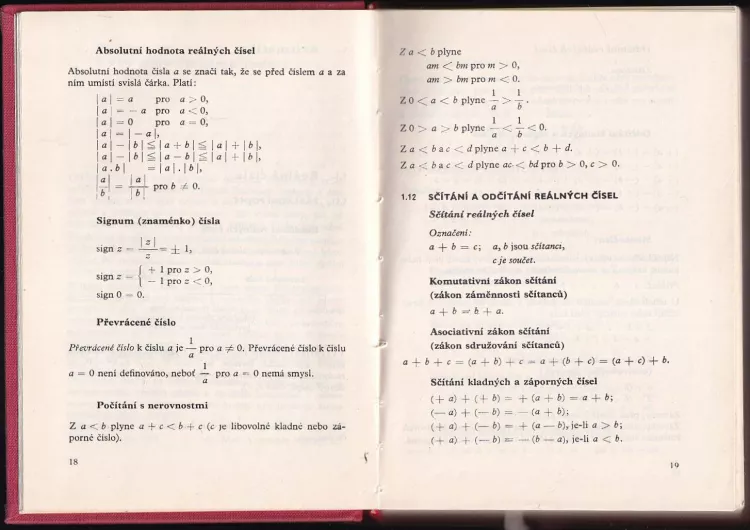 Absolutní hodnota reálných čísel
Absolutní hodnota čísla a se značí tak, že se před číslem a a za
ním umístí svislá čárka. Platí:
| a | = a pro a > 0,
| a | = — a pro a < 0,
| a | = 0 pro a = 0,
| a | = | — a |,
| a | — | b | ≦ | a + b | ≦ | a | + | b |,
| a | — | b | ≦ | a — b | ≦ | a | + | b |,
| a . b | = | a | . | b |,
| a / b | = | a | / | b | pro b ≠ 0.
Signum (znaménko) čísla
sign z = | z | / z = ± 1,
sign z = { + 1 pro z > 0,
— 1 pro z < 0,
sign 0 = 0.
Převrácené číslo
Převrácené číslo k číslu a je 1/a pro a ≠ 0. Převrácené číslo k číslu
a = 0 není definováno, neboť 1/a pro a = 0 nemá smysl.
Počítání s nerovnostmi
Z a < b plyne a + c < b + c (c je libovolné kladné nebo zá-
porné číslo).
18
Z a < b plyne
am < bm pro m > 0,
am > bm pro m < 0.
Z 0 < a < b plyne 1/a > 1/b.
Z 0 > a > b plyne 1/a < 1/b < 0.
Z a < b a c < d plyne a + c < b + d.
Z a < b a c < d plyne ac < bd pro b > 0, c > 0.
1.12 SČÍTÁNÍ A ODČÍTÁNÍ REÁLNÝCH ČÍSEL
Sčítání reálných čísel
Označení:
a + b = c; a, b jsou sčítanci,
c je součet.
Komutativní zákon sčítání
(zákon záměnnosti sčítanců)
a + b = b + a.
Asociativní zákon sčítání
(zákon sdružování sčítanců)
a + b + c = (a + b) + c = a + (b + c) = (a + c) + b.
Sčítání kladných a záporných čísel
(+ a) + (+ b) = + (a + b) = a + b;
(— a) + (— b) = — (a + b);
(+ a) + (— b) = + (a — b), je-li a > b;
(+ a) + (— b) = — (b — a), je-li a < b.
19